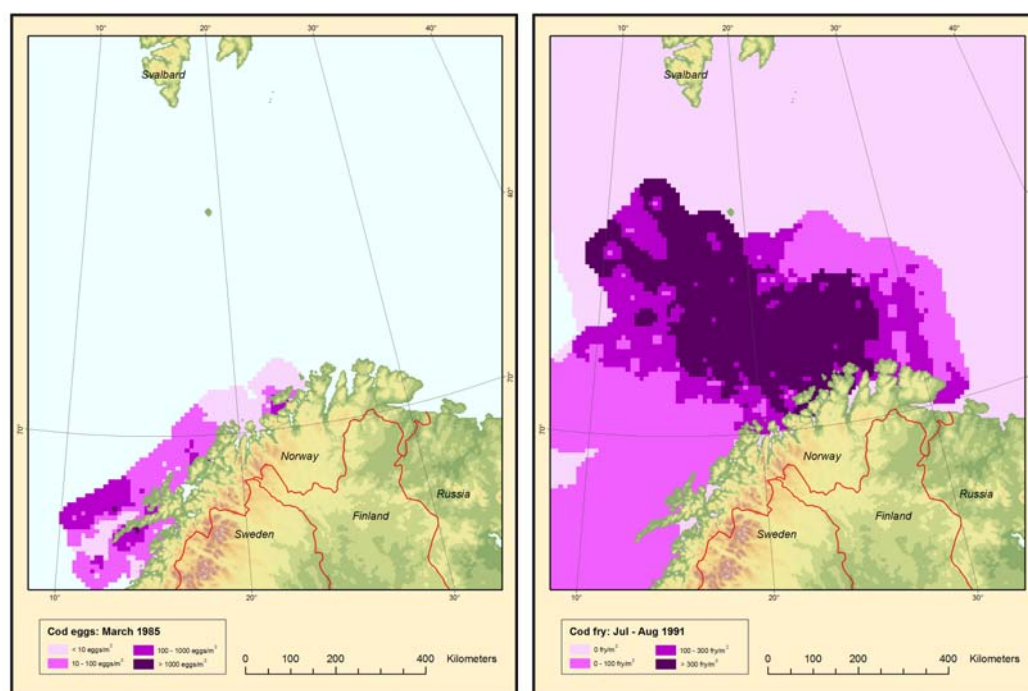 10°
20°
30°
40°
Svalbard
40°
70°
70°
Norway
Russia
Finland
Sweden
10°
20°
30°
Cod eggs: March 1985
< 10 eggs/m²
100 - 1000 eggs/m²
10 - 100 eggs/m²
> 1000 eggs/m²
0 100 200 400 Kilometers
10°
20°
30°
40°
Svalbard
40°
70°
70°
Norway
Russia
Finland
Sweden
10°
20°
30°
Cod fry: Jul - Aug 1991
0 fry/m²
100 - 300 fry/m²
0 - 100 fry/m²
> 300 fry/m²
0 100 200 400 Kilometers